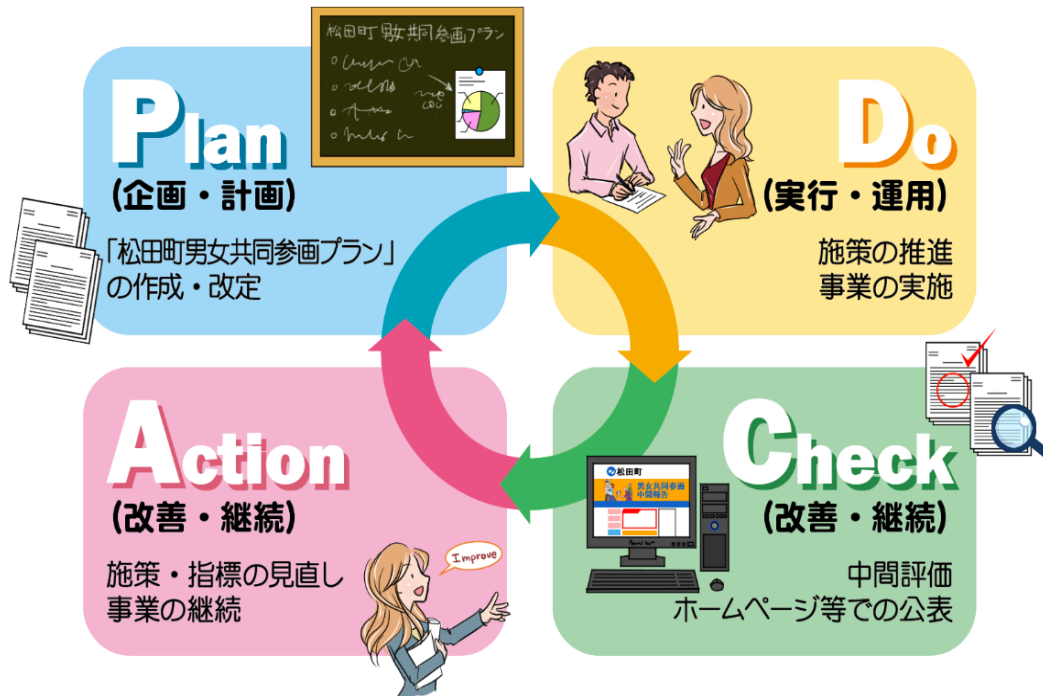 Plan
(企画・計画)
「松田町男女共同参画プラン」
の作成・改定
松田町男女共同参画プラン
Do
(実行・運用)
施策の推進
事業の実施
Action
(改善・継続)
施策・指標の見直し
事業の継続
Improve
Check
(改善・継続)
中間評価
ホームページ等での公表
松田町
男女共同参画
中間報告